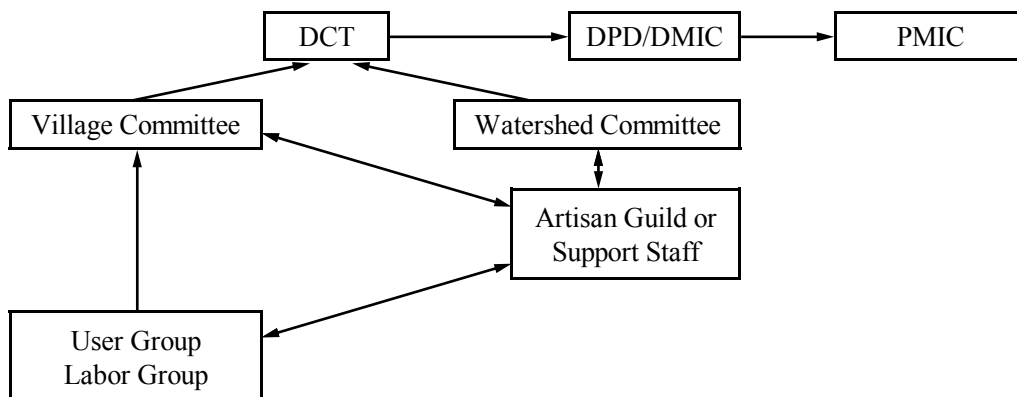 DCT
DPD/DMIC
PMIC
Village Committee
Watershed Committee
Artisan Guild or
Support Staff
User Group
Labor Group